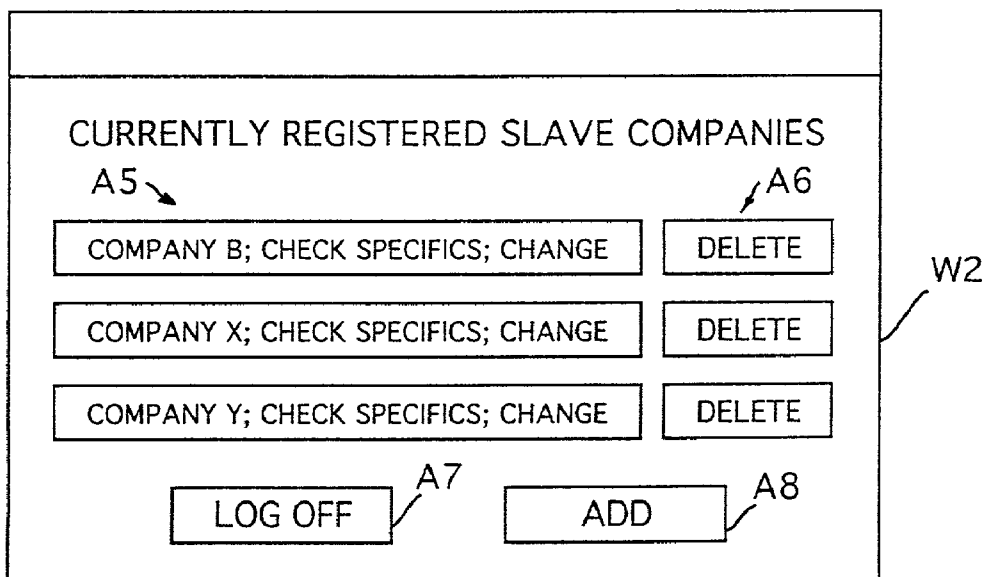 CURRENTLY REGISTERED SLAVE COMPANIES
A5
A6
COMPANY B; CHECK SPECIFICS; CHANGE
DELETE
W2
COMPANY X; CHECK SPECIFICS; CHANGE
DELETE
COMPANY Y; CHECK SPECIFICS; CHANGE
DELETE
LOG OFF
A7
ADD
A8